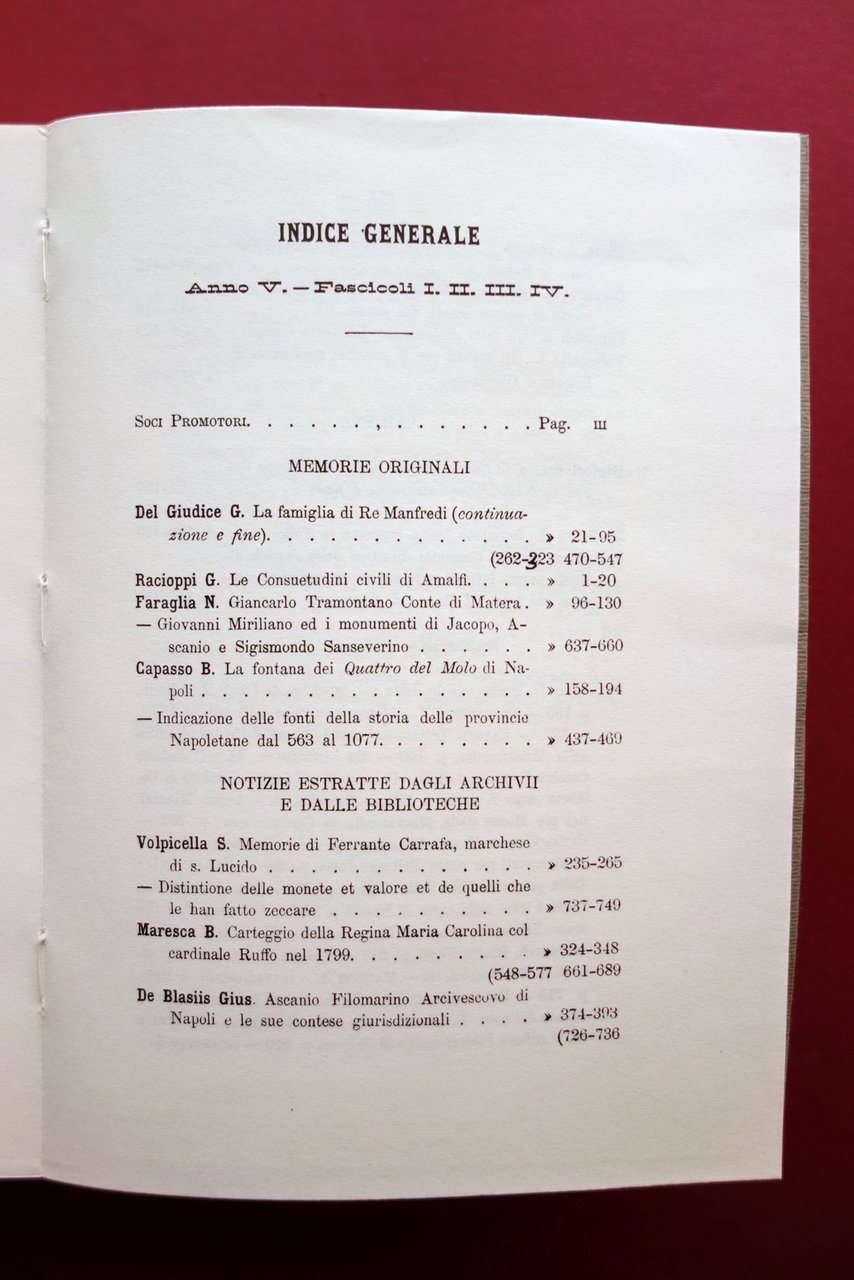 INDICE GENERALE
Anno V. — Fascicoli I. II. III. IV.
Soci Promotori. . . . . . , . . . . . . . Pag. III
MEMORIE ORIGINALI
Del Giudice G. La famiglia di Re Manfredi (continua-
zione e fine). . . . . . . . . . . . . . » 21-95
(262-323 470-547
Racioppi G. Le Consuetudini civili di Amalfi. . . . » 1-20
Faraglia N. Giancarlo Tramontano Conte di Matera. » 96-130
— Giovanni Miriliano ed i monumenti di Jacopo, A-
scanio e Sigismondo Sanseverino . . . . . . » 637-660
Capasso B. La fontana dei Quattro del Molo di Na-
poli . . . . . . . . . . . . . . . . » 158-194
— Indicazione delle fonti della storia delle provincie
Napoletane dal 563 al 1077. . . . . . . . » 437-469
NOTIZIE ESTRATTE DAGLI ARCHIVII
E DALLE BIBLIOTECHE
Volpicella S. Memorie di Ferrante Carrafa, marchese
di s. Lucido . . . . . . . . . . . . . » 235-265
— Distintione delle monete et valore et de quelli che
le han fatto zeccare . . . . . . . . . . » 737-749
Maresca B. Carteggio della Regina Maria Carolina col
cardinale Ruffo nel 1799. . . . . . . . . » 324-348
(548-577 661-689
De Blasiis Gius. Ascanio Filomarino Arcivescovo di
Napoli e le sue contese giurisdizionali . . . . » 374-393
(726-736